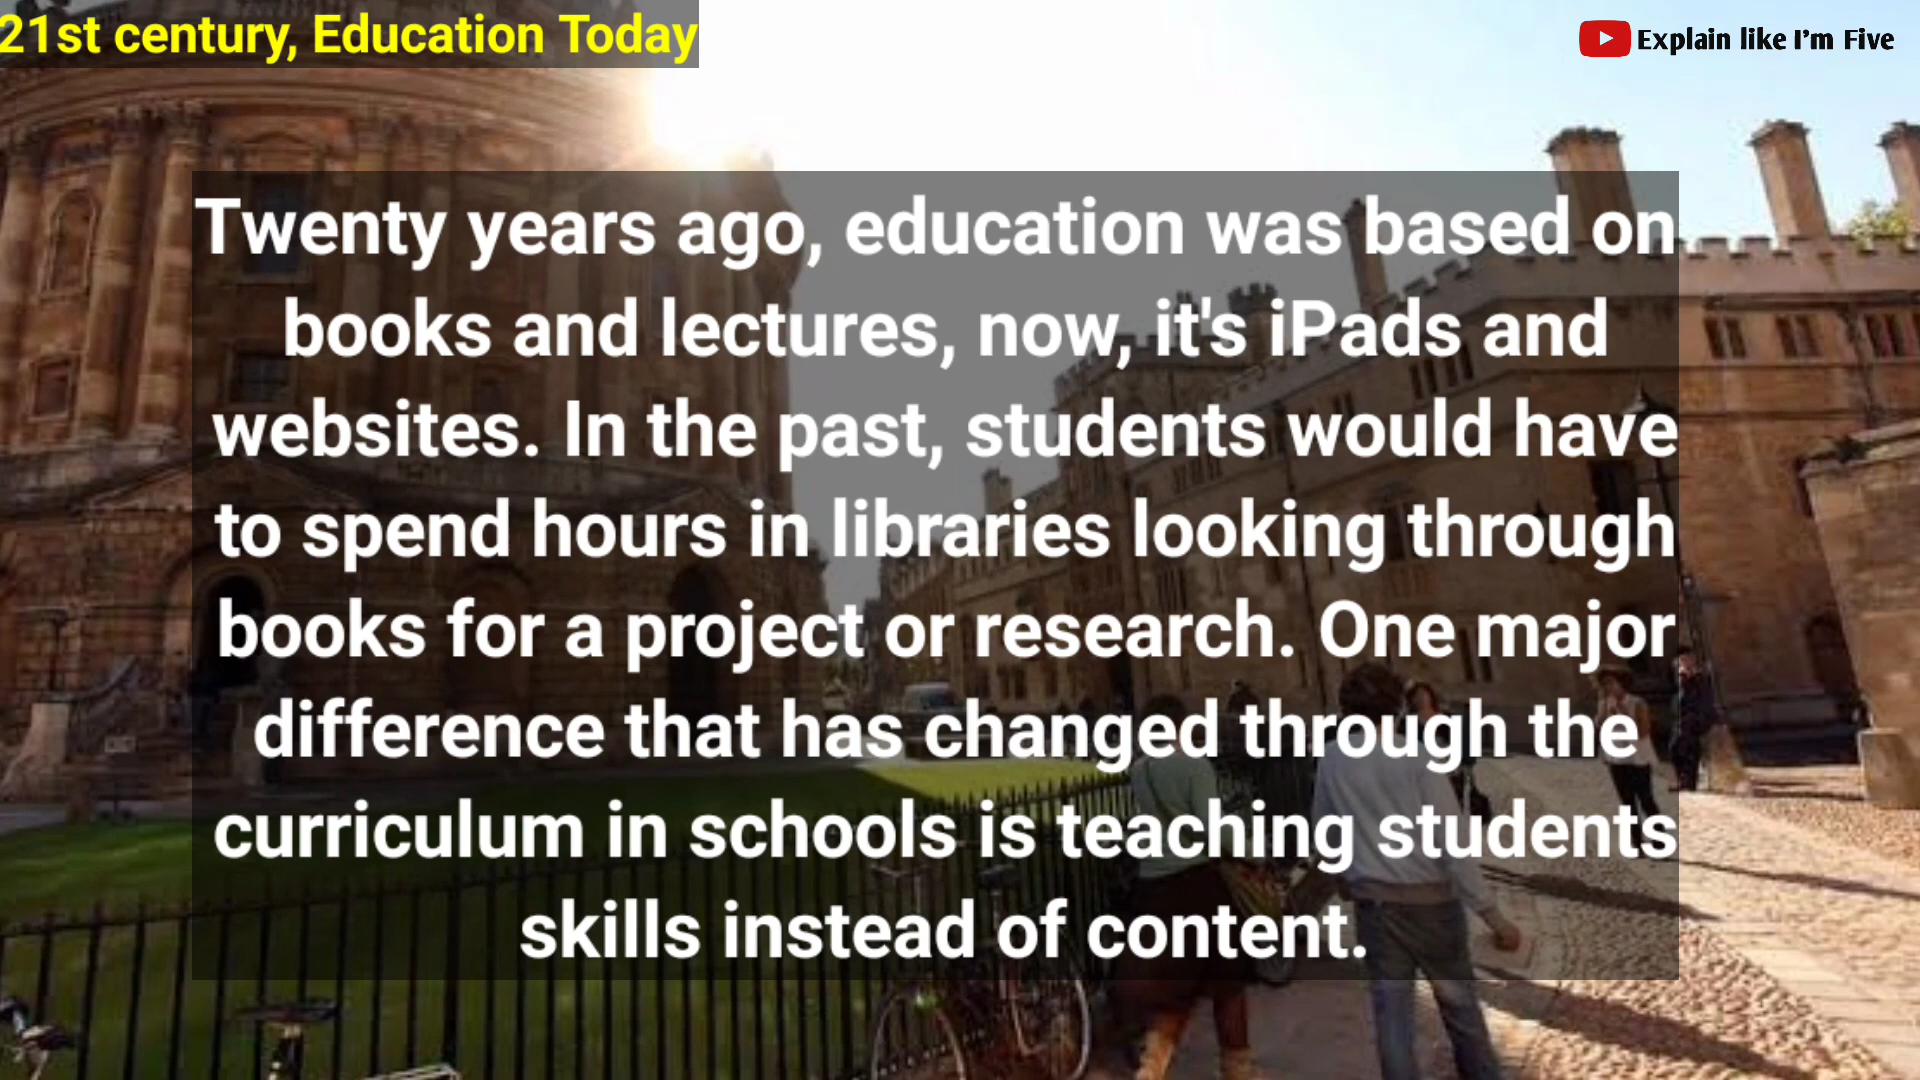 21st century, Education Today
Explain like I'm Five
Twenty years ago, education was based on
books and lectures, now, it's iPads and
websites. In the past, students would have
to spend hours in libraries looking through
books for a project or research. One major
difference that has changed through the
curriculum in schools is teaching students
skills instead of content.